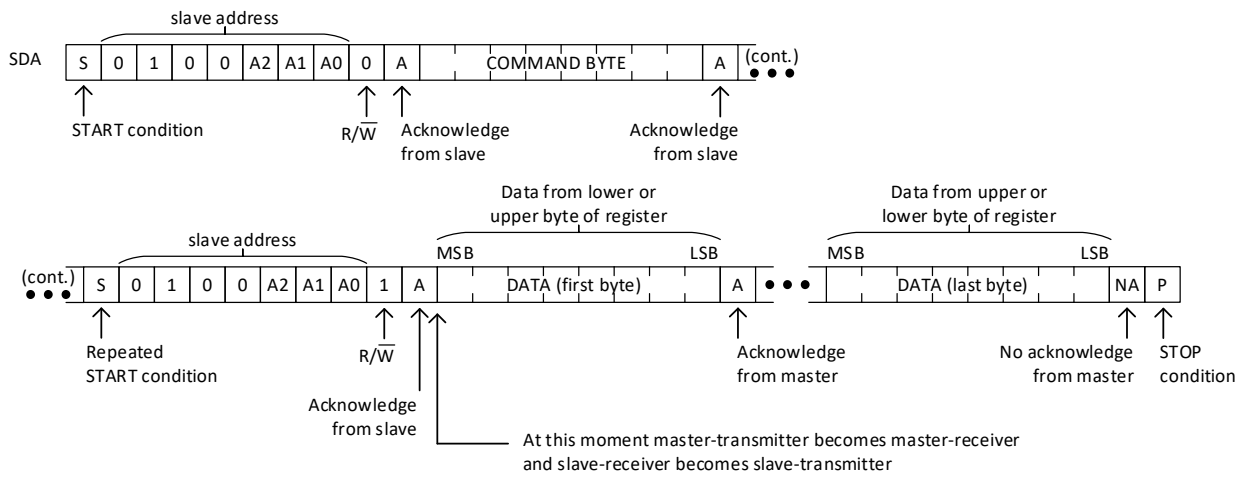 slave address
SDA S 0 1 0 0 A2 A1 A0 0 A COMMAND BYTE A (cont.)
START condition
R/W̅
Acknowledge
from slave
Acknowledge
from slave
Data from lower or
upper byte of register
Data from upper or
lower byte of register
slave address
MSB LSB
MSB LSB
(cont.) S 0 1 0 0 A2 A1 A0 1 A DATA (first byte) A DATA (last byte) NA P
Repeated
START condition
R/W̅
Acknowledge
from slave
Acknowledge
from master
No acknowledge
from master
STOP
condition
At this moment master-transmitter becomes master-receiver
and slave-receiver becomes slave-transmitter